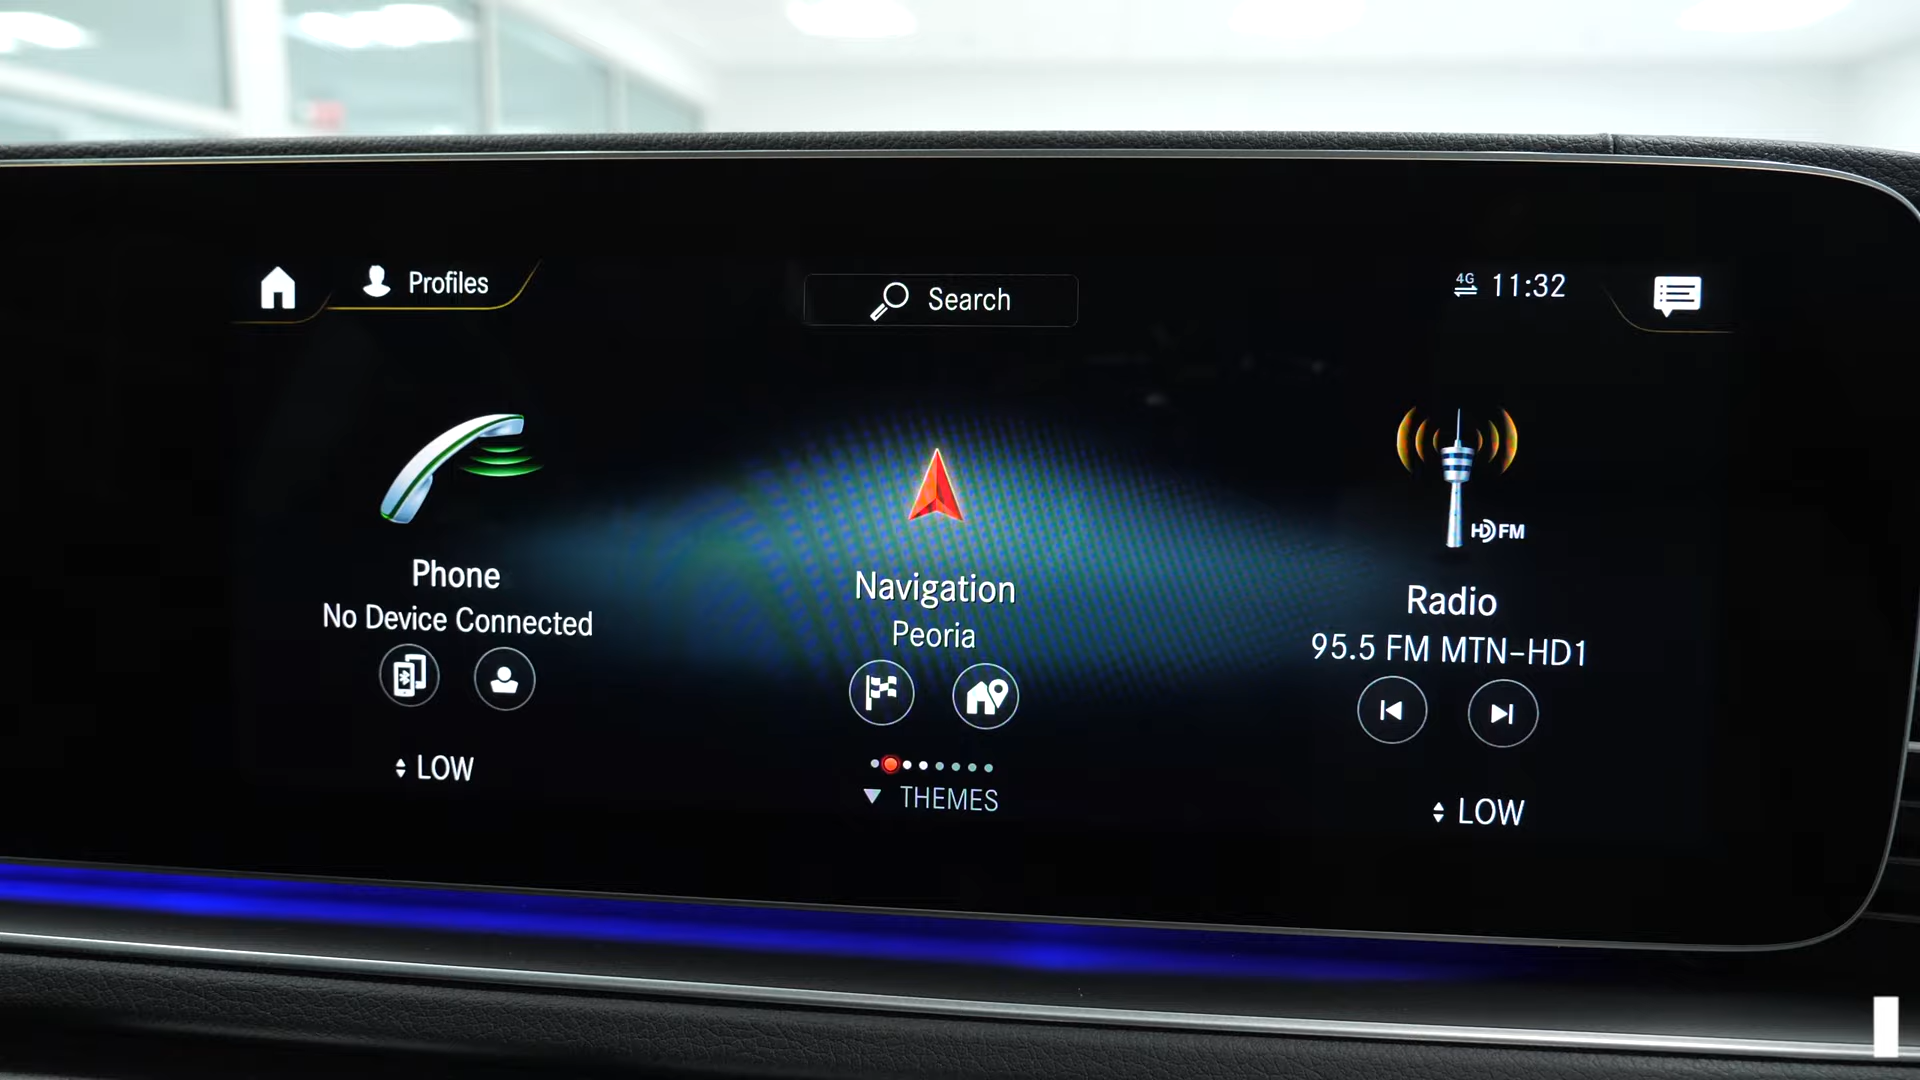 Profiles
Search
4G 11:32
HD FM
Phone
No Device Connected
Navigation
Peoria
Radio
95.5 FM MTN-HD1
LOW
THEMES
LOW